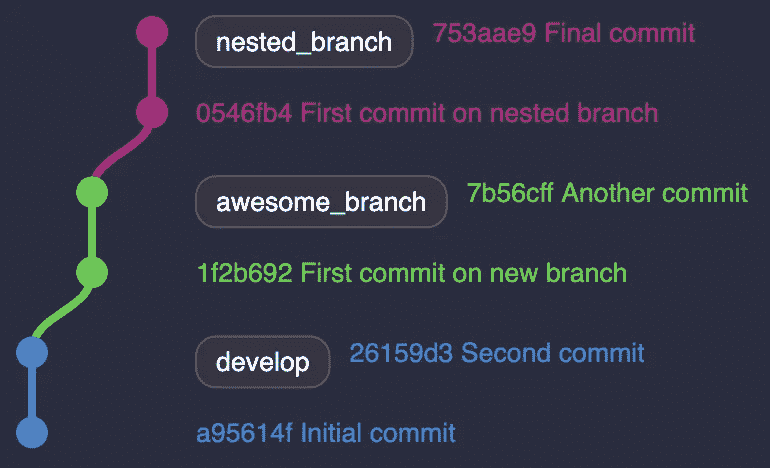 nested_branch 753aae9 Final commit
0546fb4 First commit on nested branch
awesome_branch 7b56cff Another commit
1f2b692 First commit on new branch
develop 26159d3 Second commit
a95614f Initial commit